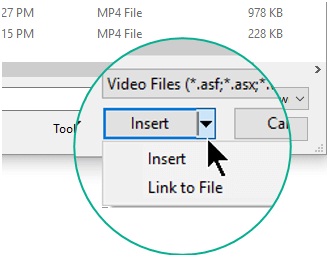 27 PM MP4 File 978 KB
15 PM MP4 File 228 KB
Video Files (*.asf;*.asx;*.
Tool
Insert
Ca
Insert
Link to File